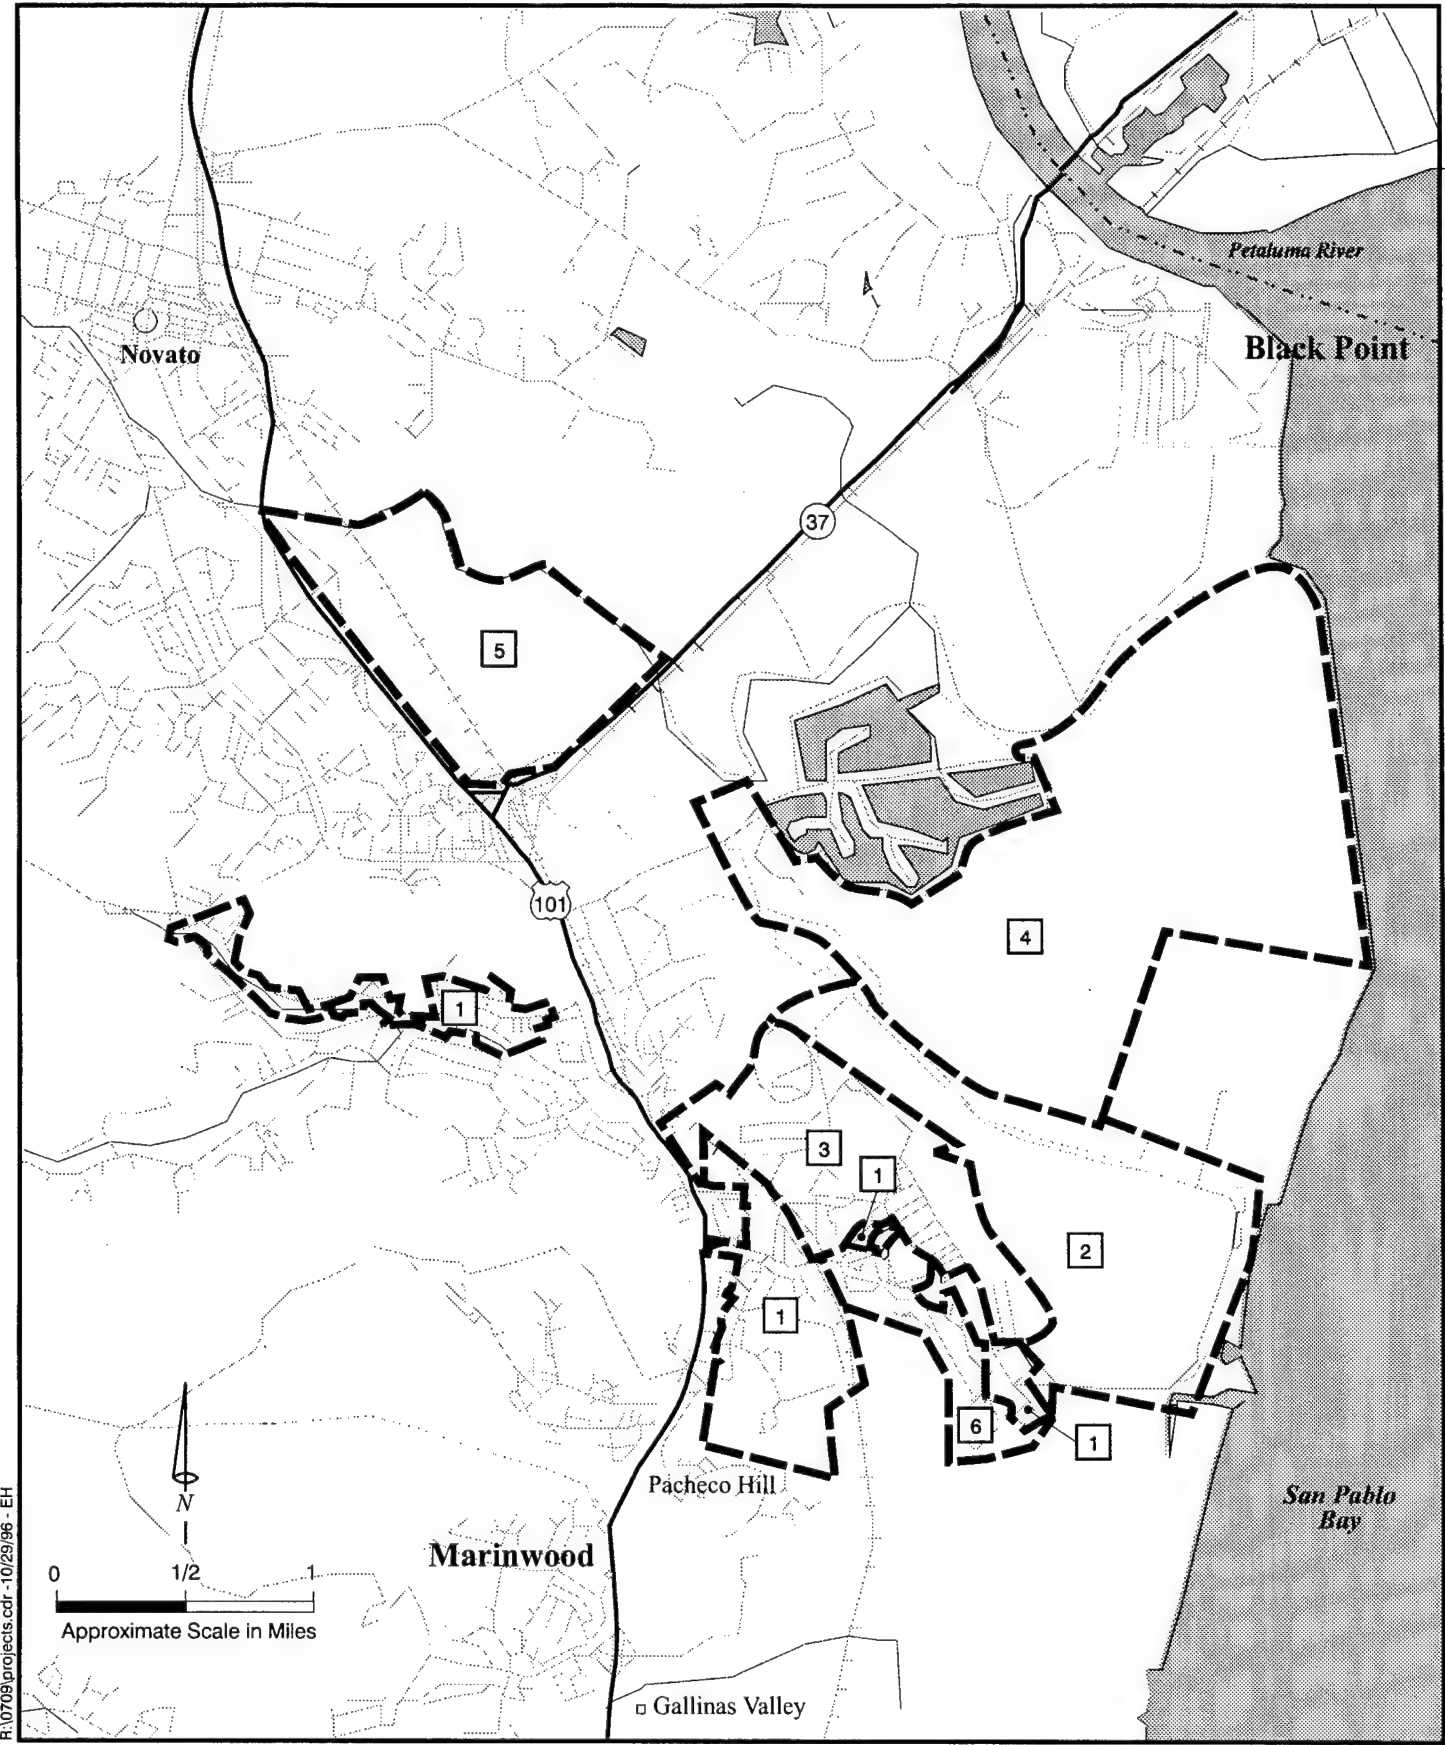 Petaluma River
Black Point
Novato
37
5
101
4
1
3
1
2
1
6
1
Pacheco Hill
San Pablo
Bay
N
Marinwood
0 1/2 1
Approximate Scale in Miles
Gallinas Valley
R:\0709\projects.cdr -10/29/96 - EH